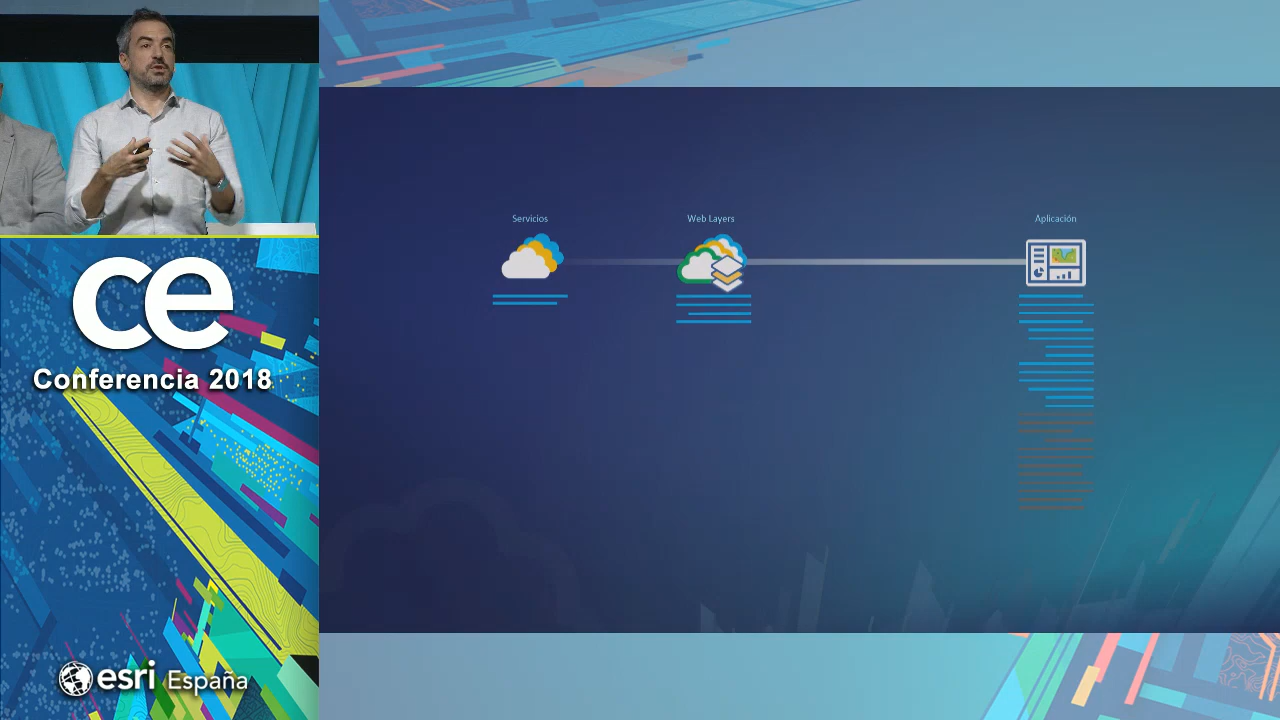 ce
Conferencia 2018
esri España
Servicios
Web Layers
Aplicación